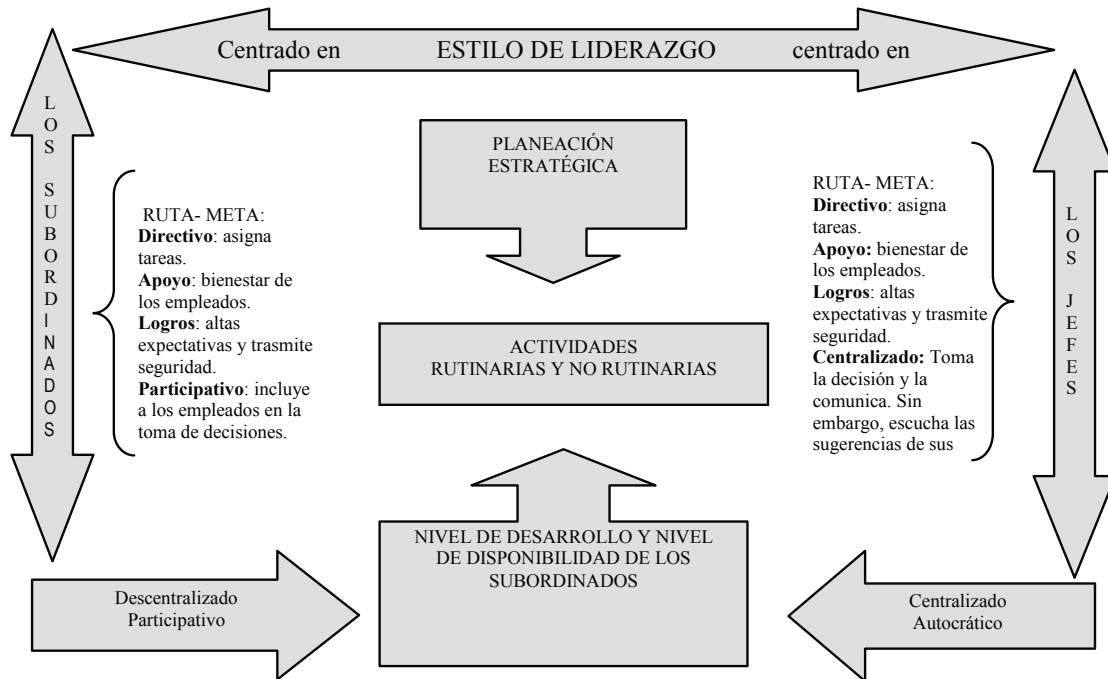 Centrado en ESTILO DE LIDERAZGO centrado en
LOS SUBORDINADOS
RUTA- META:
Directivo: asigna
tareas.
Apoyo: bienestar de
los empleados.
Logros: altas
expectativas y trasmite
seguridad.
Participativo: incluye
a los empleados en la
toma de decisiones.
PLANEACIÓN
ESTRATÉGICA
ACTIVIDADES
RUTINARIAS Y NO RUTINARIAS
NIVEL DE DESARROLLO Y NIVEL
DE DISPONIBILIDAD DE LOS
SUBORDINADOS
RUTA- META:
Directivo: asigna
tareas.
Apoyo: bienestar de
los empleados.
Logros: altas
expectativas y trasmite
seguridad.
Centralizado: Toma
la decisión y la
comunica. Sin
embargo, escucha las
sugerencias de sus
LOS JEFES
Descentralizado
Participativo
Centralizado
Autocrático